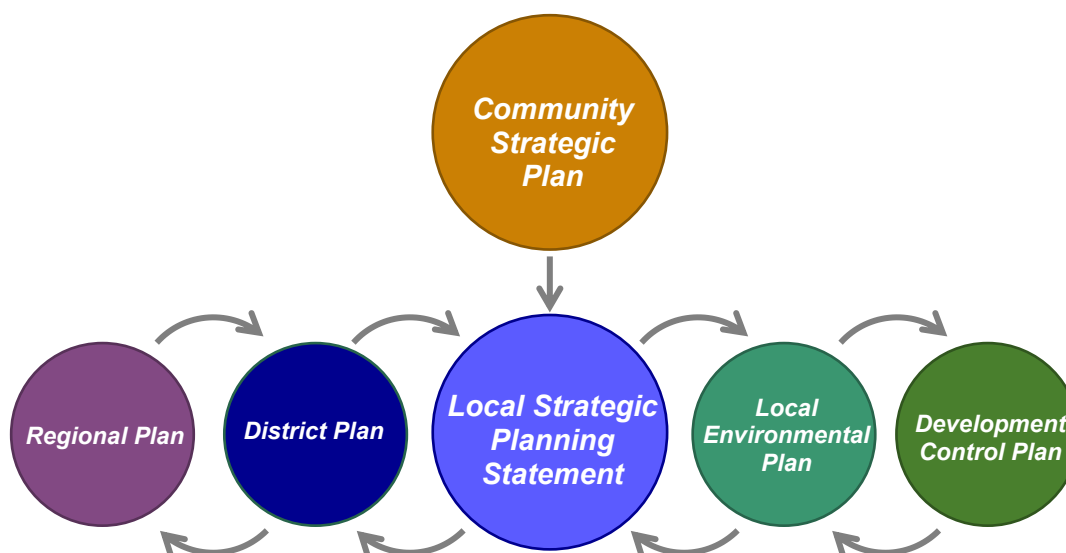 Community
Strategic
Plan
Regional Plan
District Plan
Local Strategic
Planning
Statement
Local
Environmental
Plan
Development
Control Plan